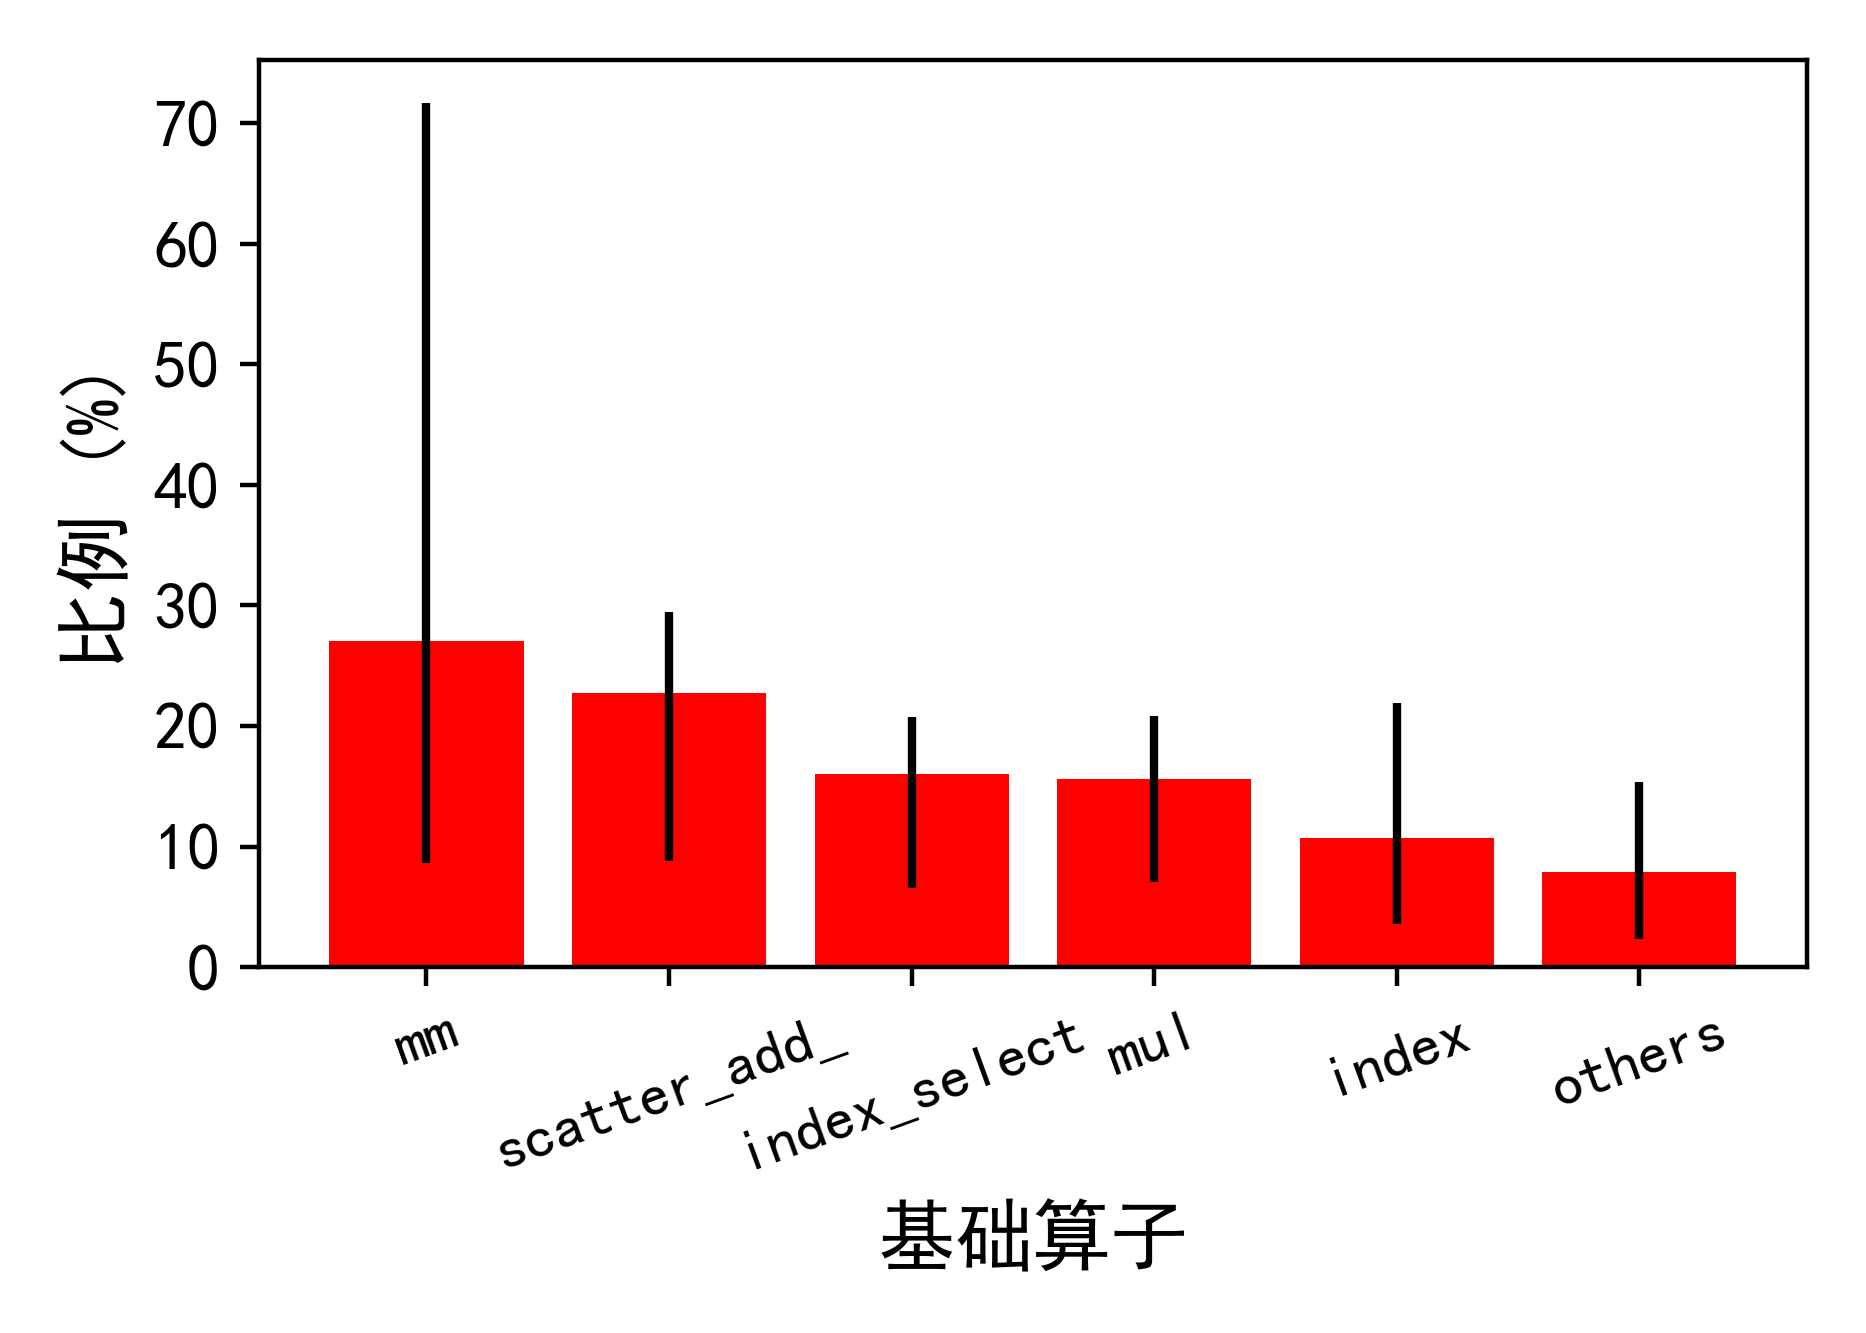 70
60
50
40
30
20
10
0
比例 (%)
mm
scatter_add_
index_select
mul
index
others
基础算子